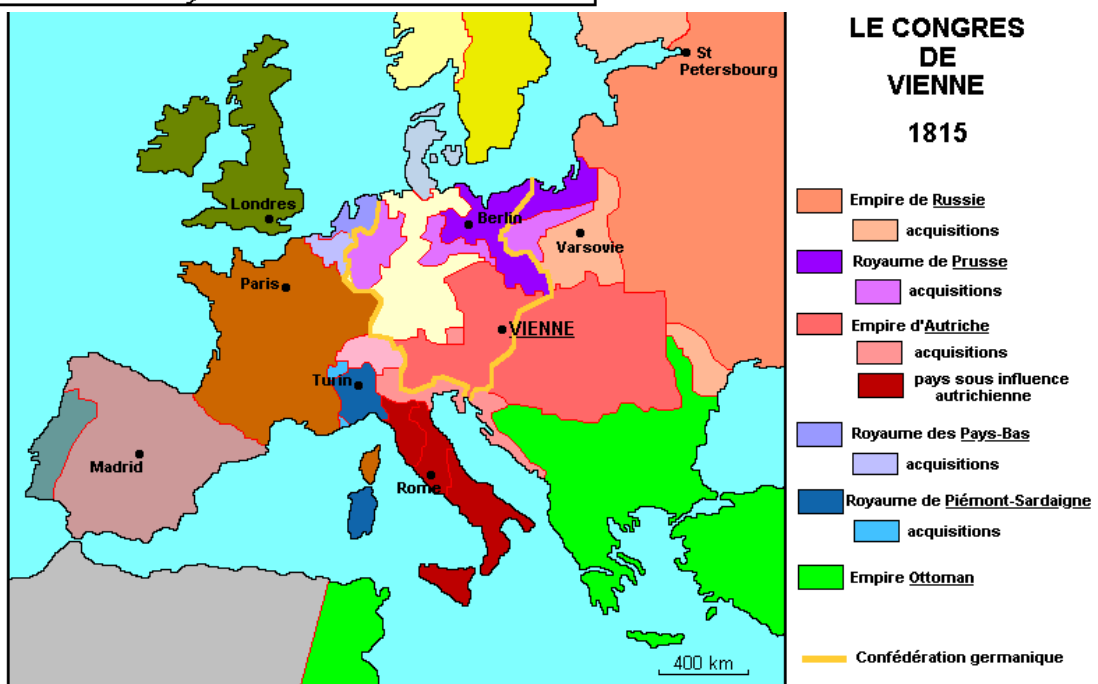 LE CONGRES
DE
VIENNE
1815
St
Petersbourg
Londres
Berlin
Varsovie
Paris
VIENNE
Turin
Madrid
Rome
400 km
Empire de Russie
acquisitions
Royaume de Prusse
acquisitions
Empire d'Autriche
acquisitions
pays sous influence
autrichienne
Royaume des Pays-Bas
acquisitions
Royaume de Piémont-Sardaigne
acquisitions
Empire Ottoman
Confédération germanique